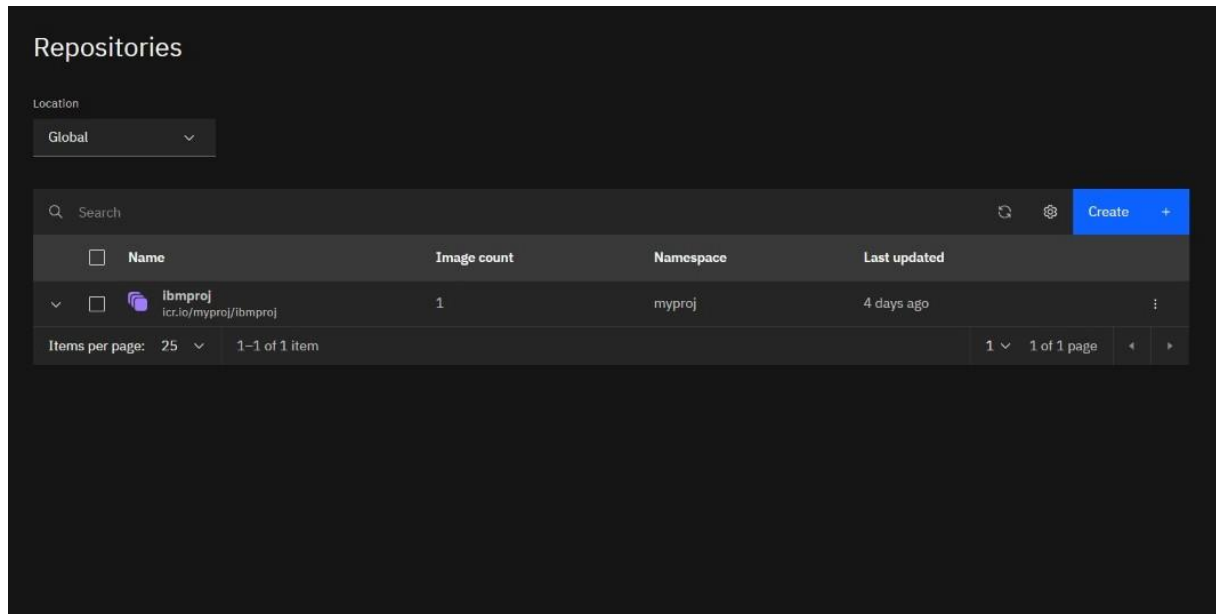 Repositories
Location
Global
Search
Create +
Name Image count Namespace Last updated
ibmproj 1 myproj 4 days ago
icr.io/myproj/ibmproj
Items per page: 25 1–1 of 1 item 1 1 of 1 page